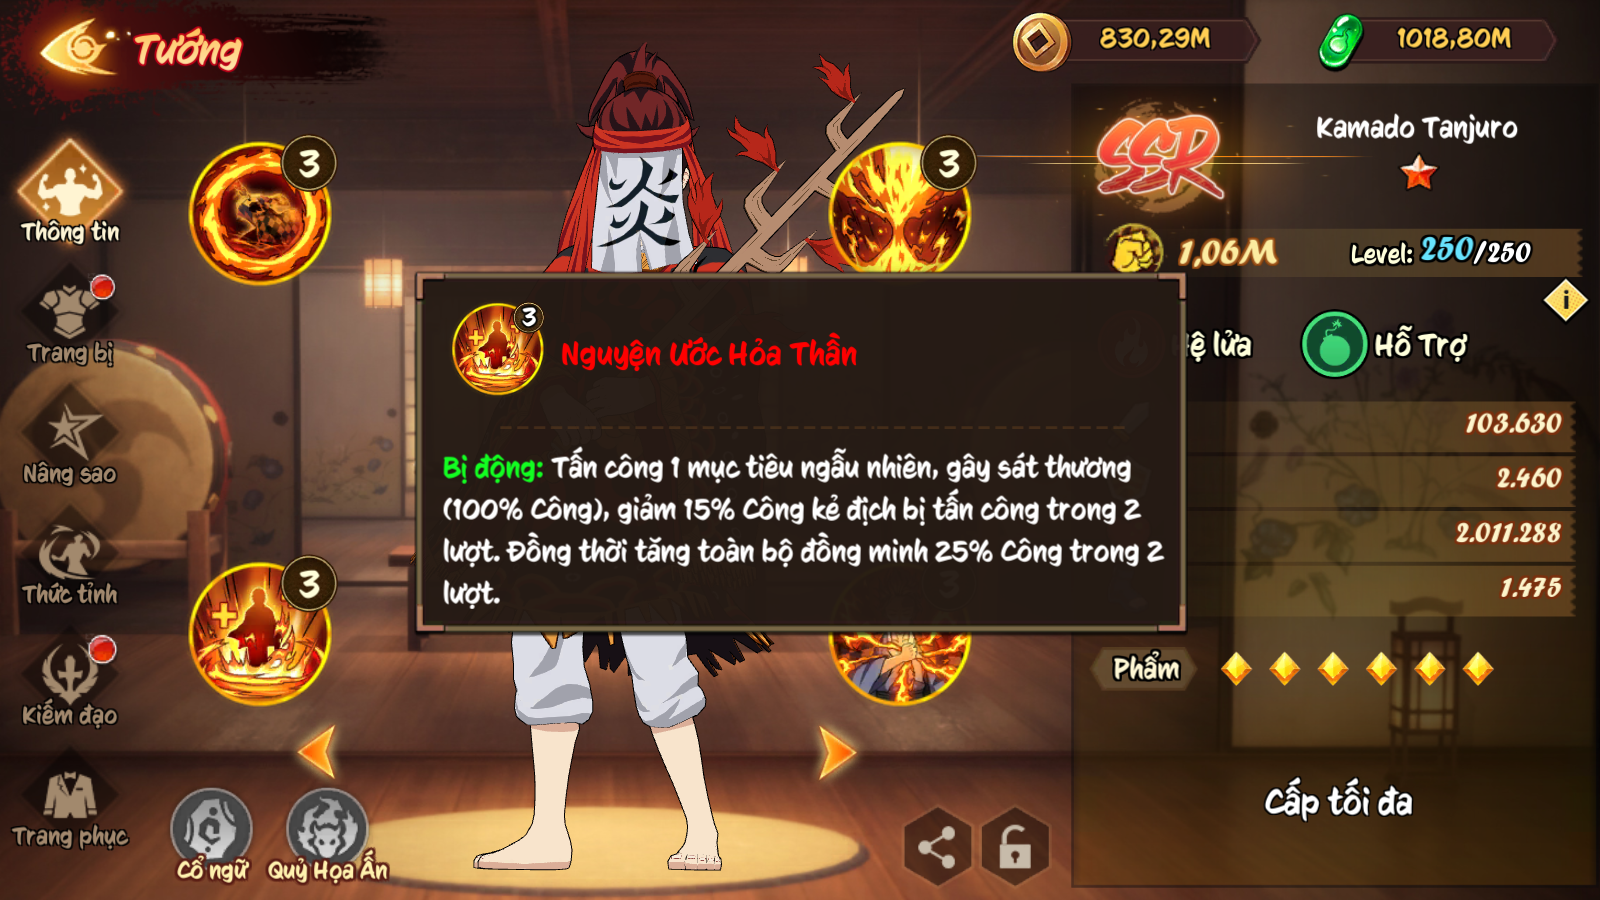 Tướng
830,29M
1018,80M
3
3
炎
SSR
Kamado Tanjuro
Thông tin
1,06M
Level: 250/250
i
3
Nguyện Ước Hỏa Thần
Hỗ Trợ
lửa
Trang bị
103.630
Bị động: Tấn công 1 mục tiêu ngẫu nhiên, gây sát thương
(100% Công), giảm 15% Công kẻ địch bị tấn công trong 2
lượt. Đồng thời tăng toàn bộ đồng minh 25% Công trong 2
lượt.
2.460
Nâng sao
2.011.288
1.475
3
Thức tỉnh
Phẩm
Kiếm đạo
Cấp tối đa
Trang phục
Cổ ngữ
Quỷ Họa Ấn